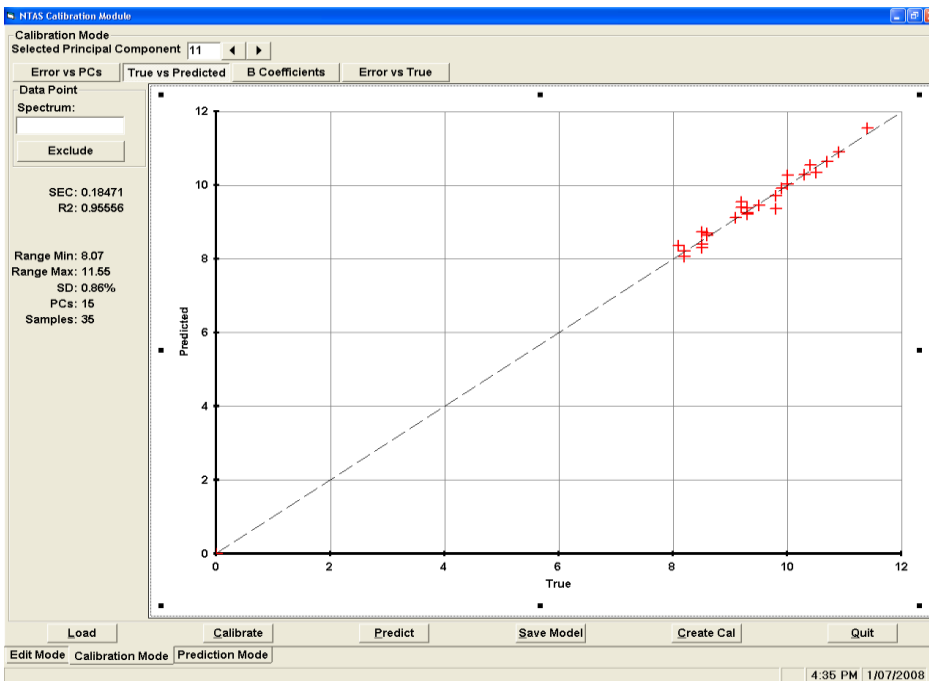 NTAS Calibration Module
Calibration Mode
Selected Principal Component 11
Error vs PCs True vs Predicted B Coefficients Error vs True
Data Point
Spectrum:
Exclude
SEC: 0.18471
R2: 0.95556
Range Min: 8.07
Range Max: 11.55
SD: 0.86%
PCs: 15
Samples: 35
12
10
8
6
4
2
0
Predicted
0 2 4 6 8 10 12
True
Load Calibrate Predict Save Model Create Cal Quit
Edit Mode Calibration Mode Prediction Mode
4:35 PM 1/07/2008